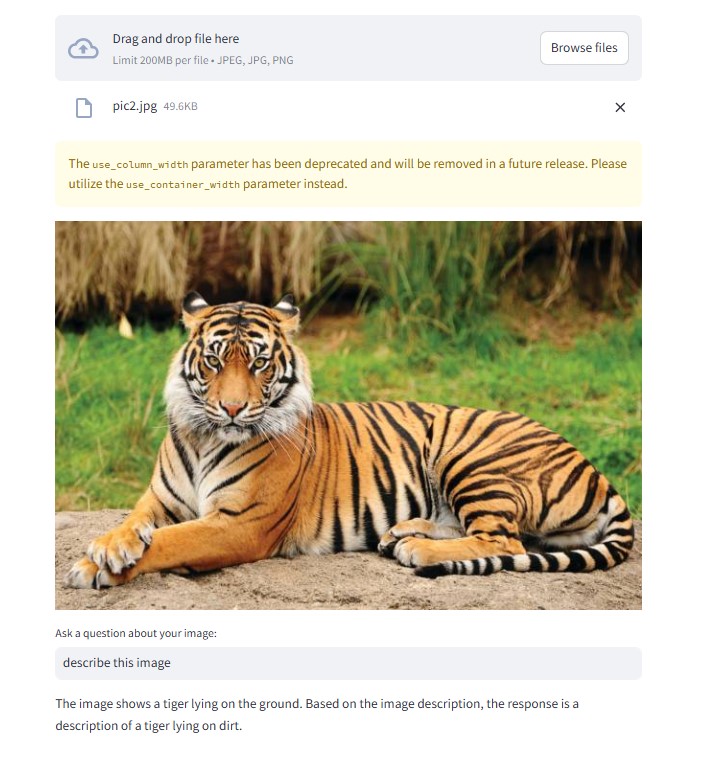 Drag and drop file here
Limit 200MB per file • JPEG, JPG, PNG
Browse files
pic2.jpg 49.6KB
The use_column_width parameter has been deprecated and will be removed in a future release. Please
utilize the use_container_width parameter instead.
Ask a question about your image:
describe this image
The image shows a tiger lying on the ground. Based on the image description, the response is a
description of a tiger lying on dirt.